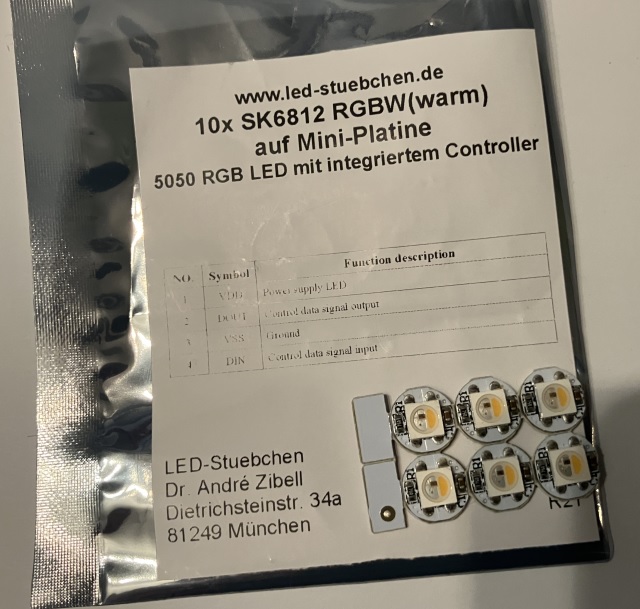 www.led-stuebchen.de
10x SK6812 RGBW(warm)
auf Mini-Platine
5050 RGB LED mit integriertem Controller
NO. Symbol Function description
1 VDD Power supply LED
2 DOUT Control data signal output
3 VSS Ground
4 DIN Control data signal input
LED-Stuebchen
Dr. André Zibell
Dietrichsteinstr. 34a
81249 München